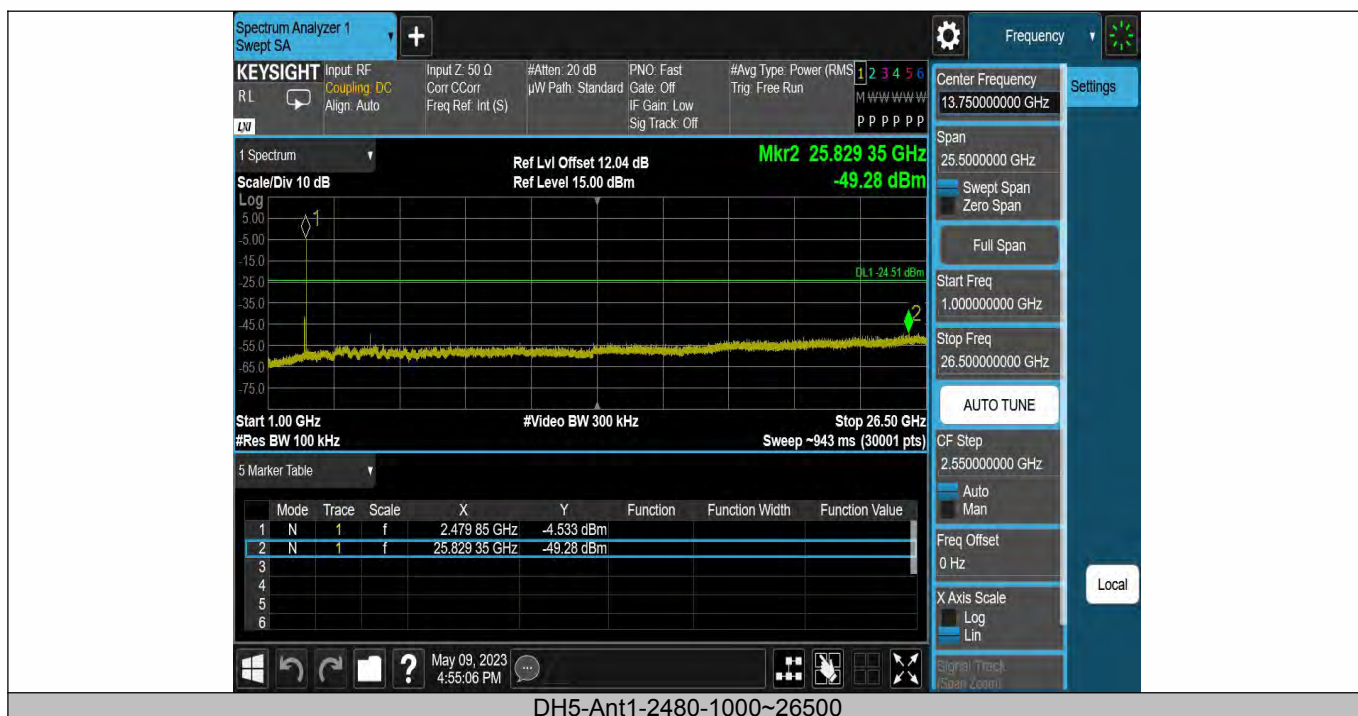 Spectrum Analyzer 1
Swept SA
+
Frequency
KEYSIGHT
RL
LXI
Input: RF
Coupling: DC
Align: Auto
Input Z: 50 Ω
Corr CCorr
Freq Ref: Int (S)
#Atten: 20 dB
µW Path: Standard
PNO: Fast
Gate: Off
IF Gain: Low
Sig Track: Off
#Avg Type: Power (RMS
Trig: Free Run
1 2 3 4 5 6
M W W W W W
P P P P P P
Center Frequency
13.750000000 GHz
Settings
Span
25.5000000 GHz
Swept Span
Zero Span
Full Span
Start Freq
1.000000000 GHz
Stop Freq
26.500000000 GHz
AUTO TUNE
CF Step
2.550000000 GHz
Auto
Man
Freq Offset
0 Hz
X Axis Scale
Log
Lin
Signal Track
(Span Zoom)
Local
1 Spectrum
Scale/Div 10 dB
Ref Lvl Offset 12.04 dB
Ref Level 15.00 dBm
Mkr2 25.829 35 GHz
-49.28 dBm
Log
5.00
-5.00
-15.0
-25.0
-35.0
-45.0
-55.0
-65.0
-75.0
1
DL1 -24.51 dBm
2
Start 1.00 GHz
#Video BW 300 kHz
Stop 26.50 GHz
#Res BW 100 kHz
Sweep ~943 ms (30001 pts)
5 Marker Table
Mode Trace Scale X Y Function Function Width Function Value
1 N 1 f 2.479 85 GHz -4.533 dBm
2 N 1 f 25.829 35 GHz -49.28 dBm
3
4
5
6
?
May 09, 2023
4:55:06 PM
DH5-Ant1-2480-1000~26500